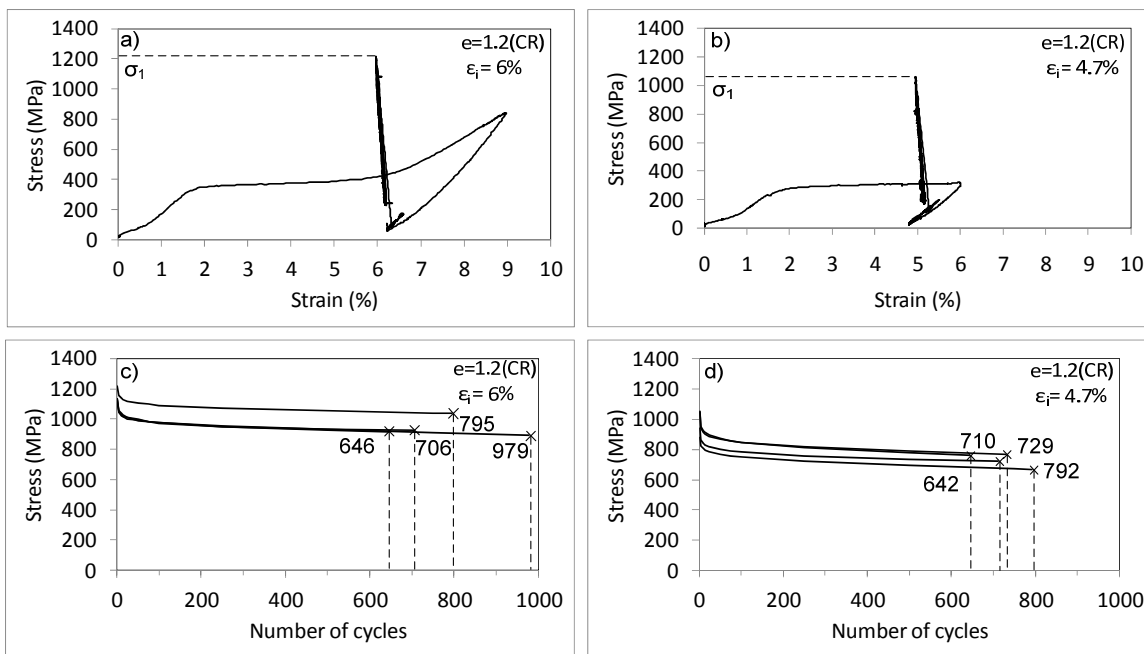 a)
e=1.2(CR)
εᵢ= 6%
σ₁
Stress (MPa)
1400
1200
1000
800
600
400
200
0
0 1 2 3 4 5 6 7 8 9 10
Strain (%)
b)
e=1.2(CR)
εᵢ= 4.7%
σ₁
Stress (MPa)
1400
1200
1000
800
600
400
200
0
0 1 2 3 4 5 6 7 8 9 10
Strain (%)
c)
e=1.2(CR)
εᵢ= 6%
Stress (MPa)
1400
1200
1000
800
600
400
200
0
795
646 706 979
0 200 400 600 800 1000
Number of cycles
d)
e=1.2(CR)
εᵢ= 4.7%
Stress (MPa)
1400
1200
1000
800
600
400
200
0
710 729
642 792
0 200 400 600 800 1000
Number of cycles